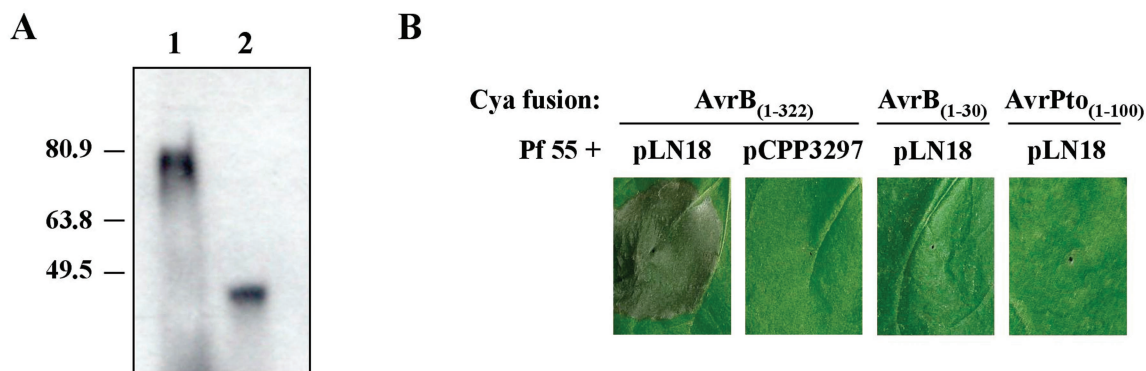 A
1 2
80.9
63.8
49.5
B
Cya fusion: AvrB(1-322) AvrB(1-30) AvrPto(1-100)
Pf 55 + pLN18 pCPP3297 pLN18 pLN18